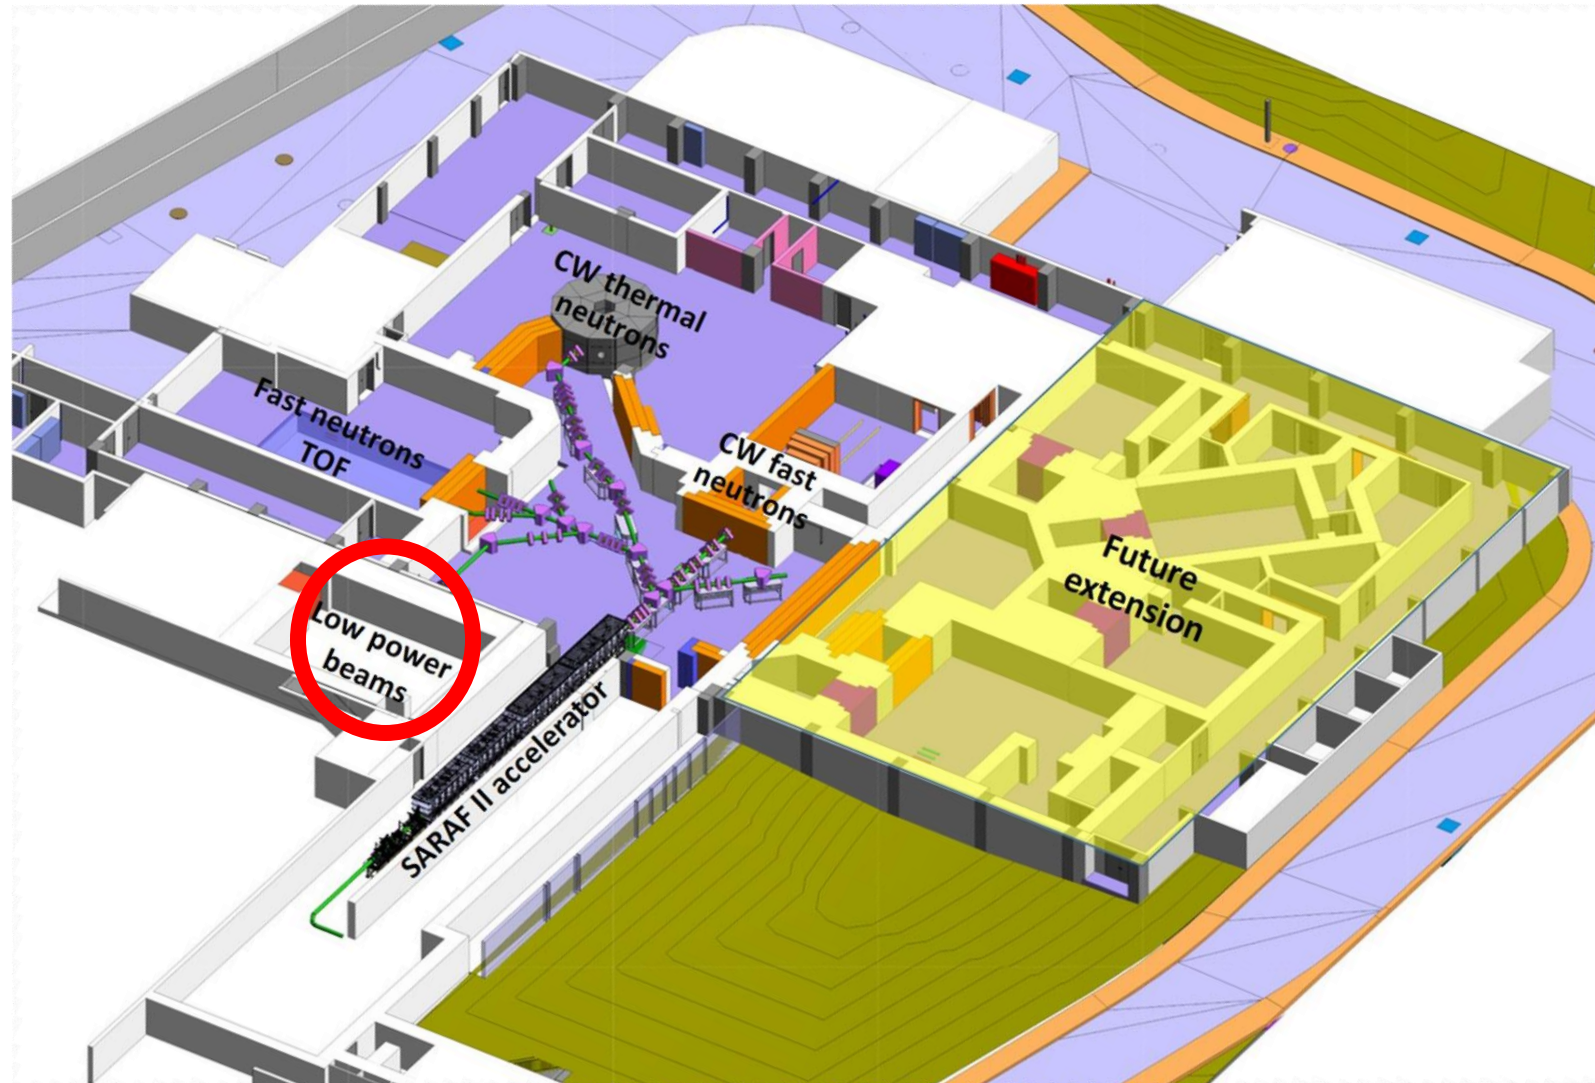 CW thermal
neutrons
Fast neutrons
TOF
CW fast
neutrons
Future
extension
Low power
beams
SARAF II accelerator